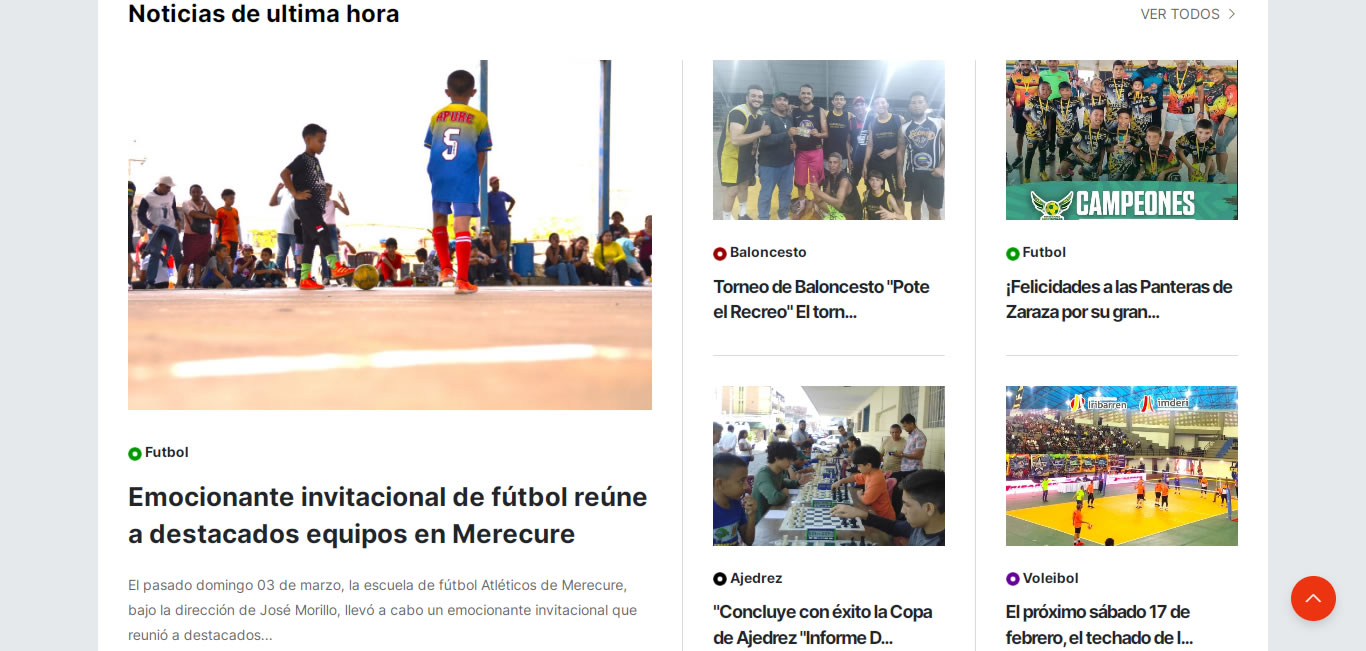 Noticias de ultima hora
VER TODOS
APURE
5
Futbol
Emocionante invitacional de fútbol reúne
a destacados equipos en Merecure
El pasado domingo 03 de marzo, la escuela de fútbol Atléticos de Merecure,
bajo la dirección de José Morillo, llevó a cabo un emocionante invitacional que
reunió a destacados...
Baloncesto
Torneo de Baloncesto "Pote
el Recreo" El torn...
CAMPEONES
Futbol
¡Felicidades a las Panteras de
Zaraza por su gran...
Ajedrez
"Concluye con éxito la Copa
de Ajedrez "Informe D...
Iribarren
imderi
Voleibol
El próximo sábado 17 de
febrero, el techado de l...